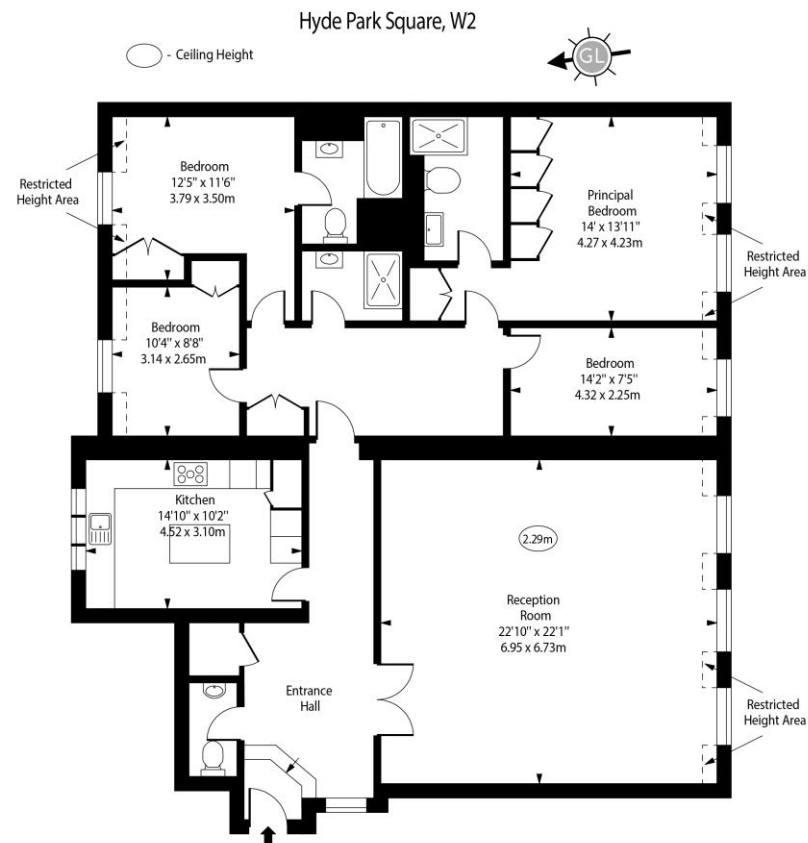 Hyde Park Square, W2
- Ceiling Height
GL
Bedroom
12'5" x 11'6"
3.79 x 3.50m
Restricted
Height Area
Principal
Bedroom
14' x 13'11"
4.27 x 4.23m
Restricted
Height Area
Bedroom
10'4" x 8'8"
3.14 x 2.65m
Bedroom
14'2" x 7'5"
4.32 x 2.25m
Kitchen
14'10" x 10'2"
4.52 x 3.10m
2.29m
Reception
Room
22'10" x 22'1"
6.95 x 6.73m
Entrance
Hall
Restricted
Height Area